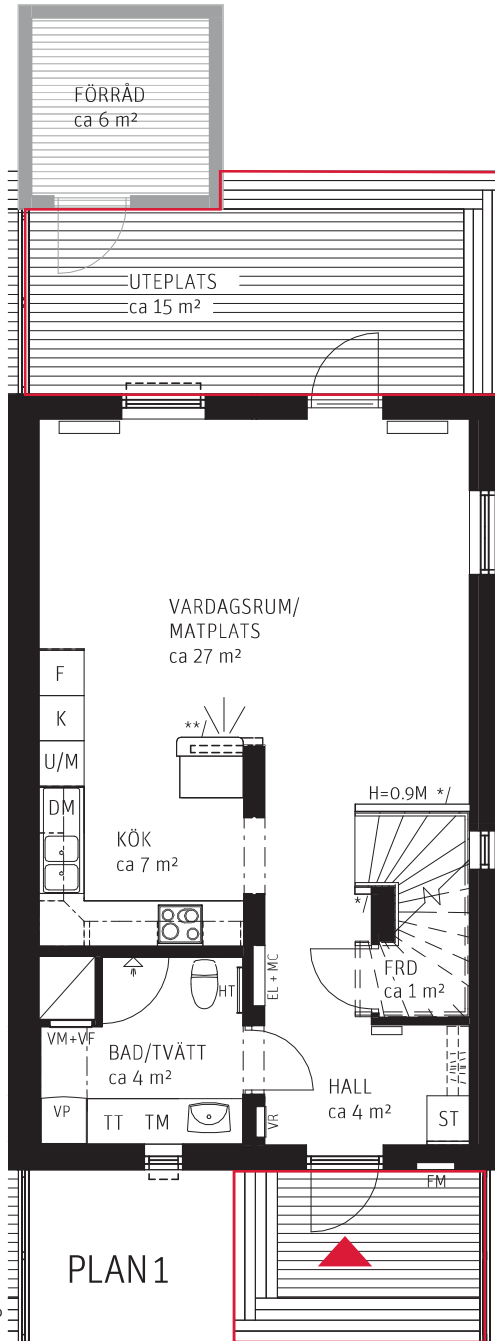 FÖRRÅD
ca 6 m²
UTEPLATS
ca 15 m²
VARDAGSRUM/
MATPLATS
ca 27 m²
F
K
**/
U/M
H=0.9M */
DM
KÖK
ca 7 m²
*/
EL + MC
FRD
ca 1 m²
HT
VM+VF
BAD/TVÄTT
ca 4 m²
HALL
ca 4 m²
VP
TT TM
VR
ST
FM
PLAN 1